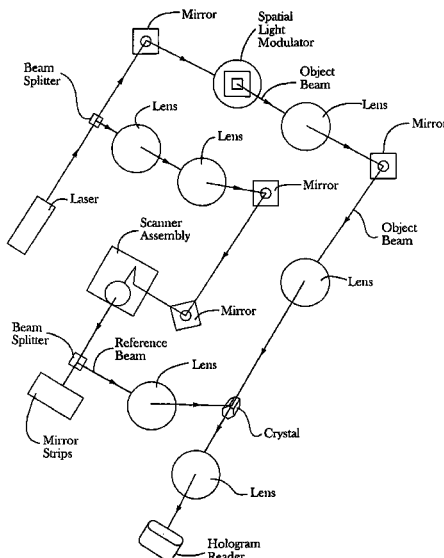 Mirror
Spatial
Light
Modulator
Object
Beam
Beam
Splitter
Lens
Lens
Lens
Mirror
Mirror
Laser
Scanner
Assembly
Object
Beam
Lens
Mirror
Beam
Splitter
Reference
Beam
Lens
Crystal
Mirror
Strips
Lens
Hologram
Reader